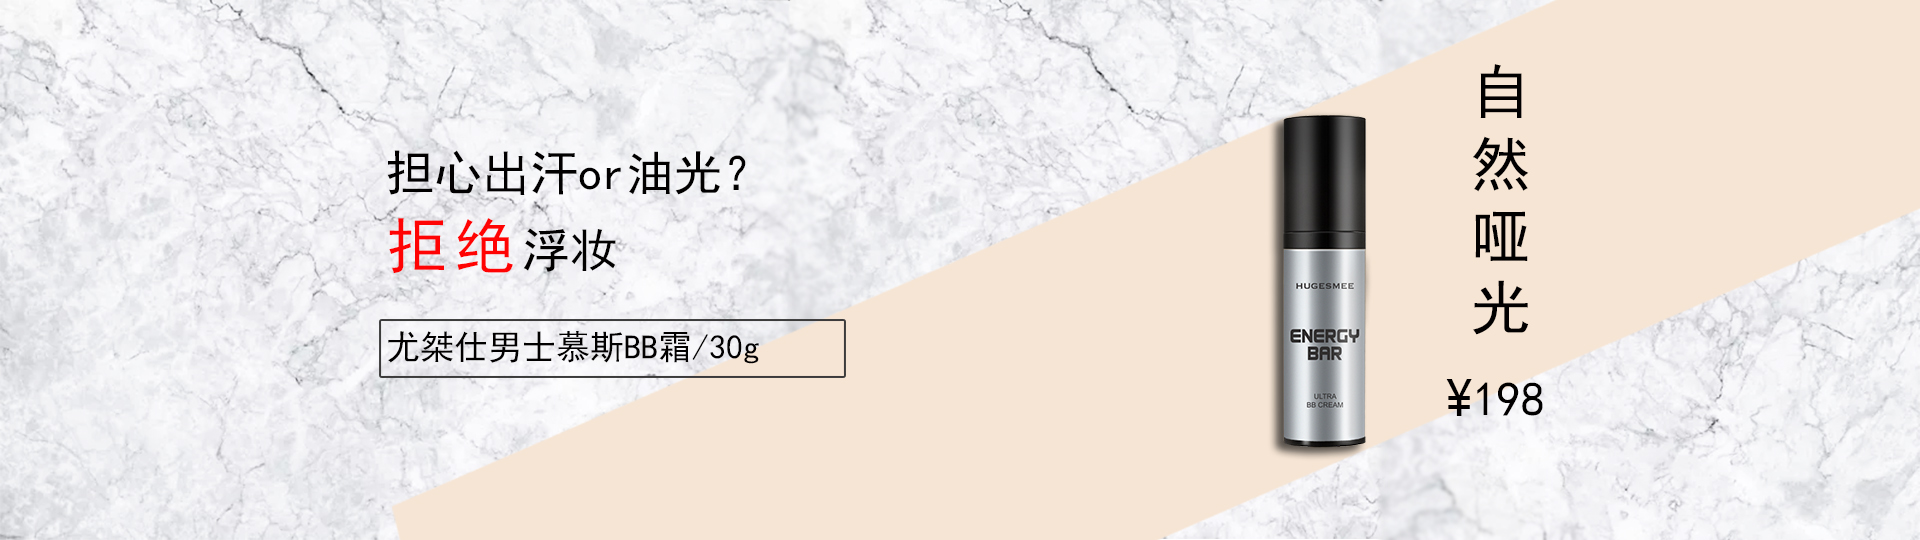 担心出汗or油光?
拒绝浮妆
尤桀仕男士慕斯BB霜/30g
HUGESMEE
ENERGY
BAR
ULTRA
BB CREAM
自然哑光
¥198